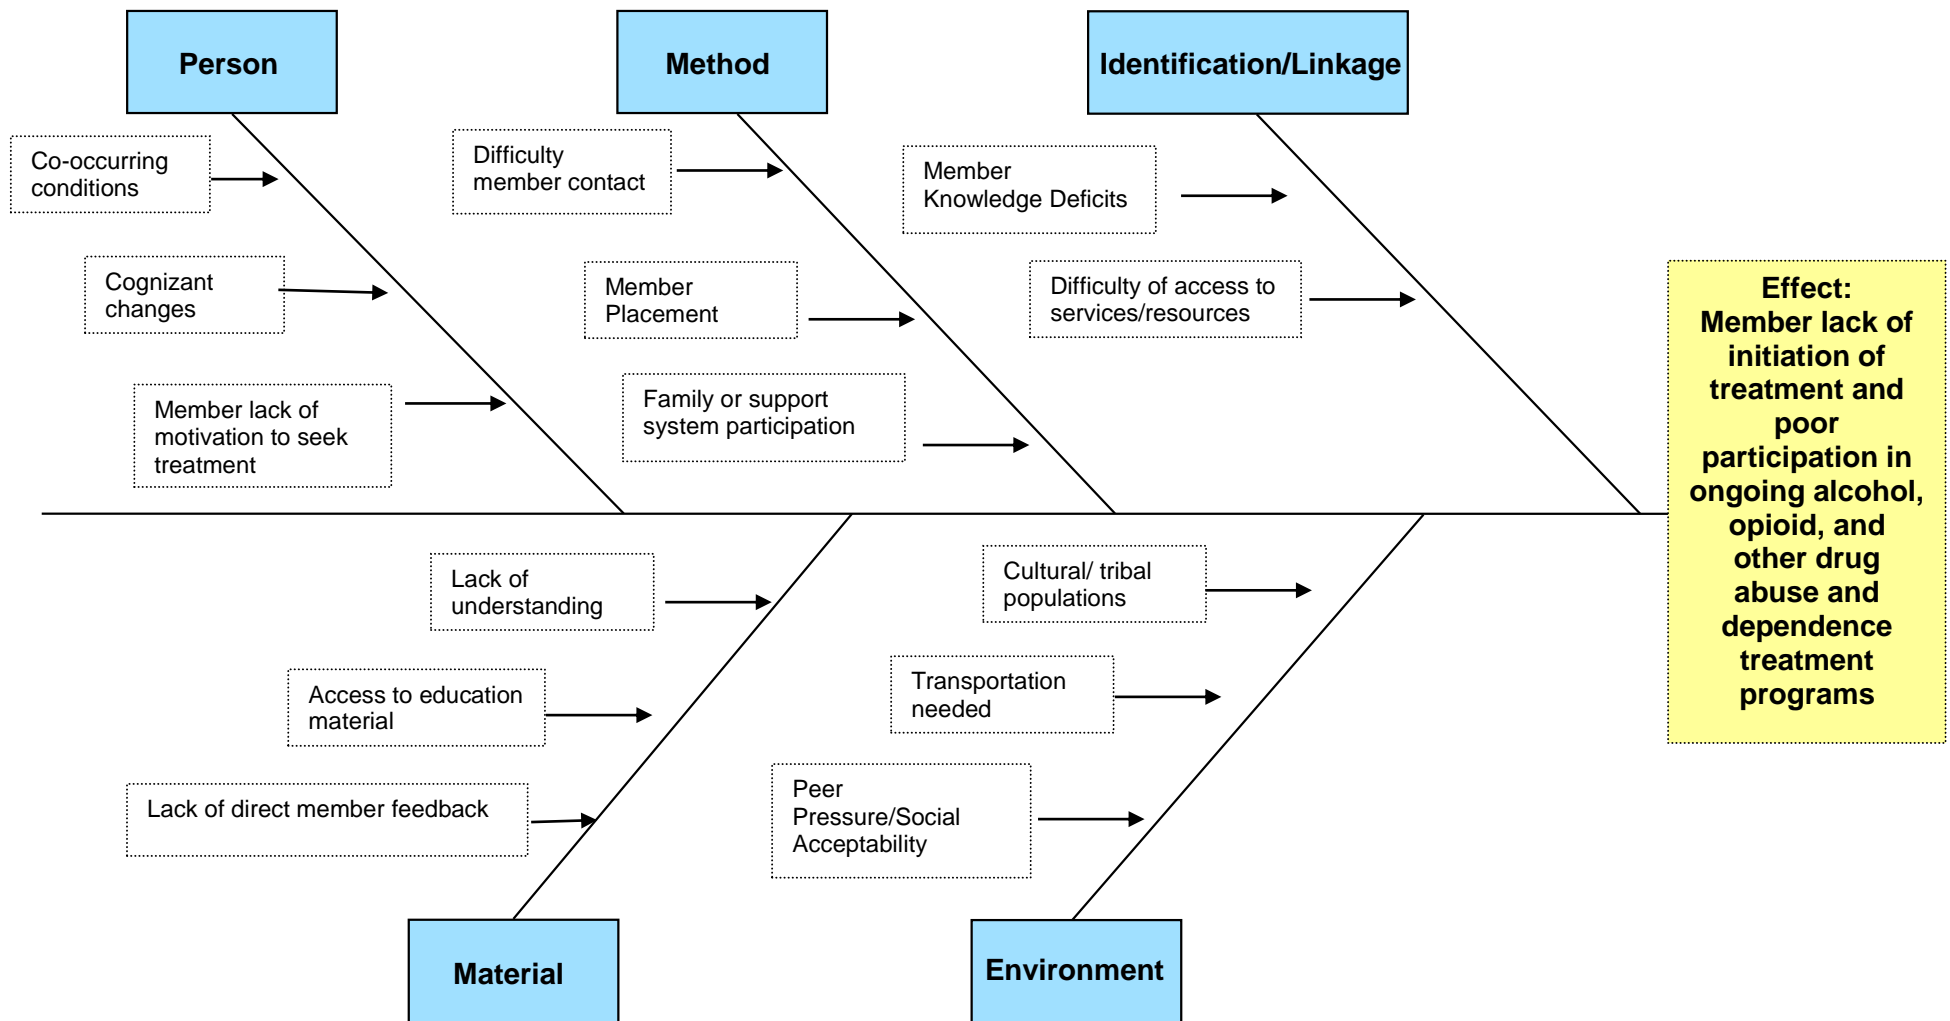 Person
Method
Identification/Linkage
Co-occurring
conditions
Cognizant
changes
Member lack of
motivation to seek
treatment
Difficulty
member contact
Member
Placement
Family or support
system participation
Member
Knowledge Deficits
Difficulty of access to
services/resources
Effect:
Member lack of
initiation of
treatment and
poor
participation in
ongoing alcohol,
opioid, and
other drug
abuse and
dependence
treatment
programs
Lack of
understanding
Access to education
material
Lack of direct member feedback
Cultural/ tribal
populations
Transportation
needed
Peer
Pressure/Social
Acceptability
Material
Environment